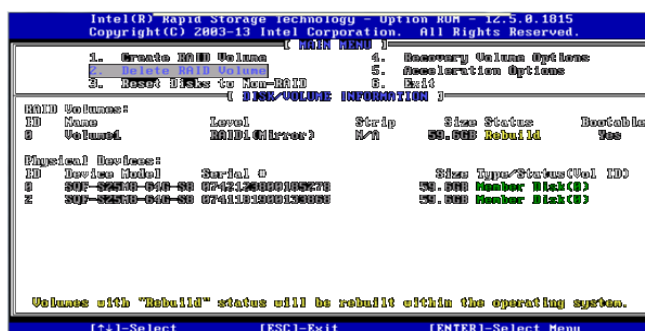 Intel(R) Rapid Storage Technology - Option ROM - 12.5.0.1815
Copyright(C) 2003-13 Intel Corporation. All Rights Reserved.
[ MAIN MENU ]
1. Create RAID Volume 4. Recovery Volume Options
2. Delete RAID Volume 5. Acceleration Options
3. Reset Disks to Non-RAID 6. Exit
[ DISK/VOLUME INFORMATION ]
RAID Volumes:
ID Name Level Strip Size Status Bootable
0 Volume1 RAID1(Mirror) N/A 59.6GB Rebuild Yes
Physical Devices:
ID Device Model Serial # Size Type/Status(Vol ID)
0 59.6GB Member Disk(0)
2 59.6GB Member Disk(0)
Volumes with "Rebuild" status will be rebuilt within the operating system.
[↑↓]-Select [ESC]-Exit [ENTER]-Select Menu